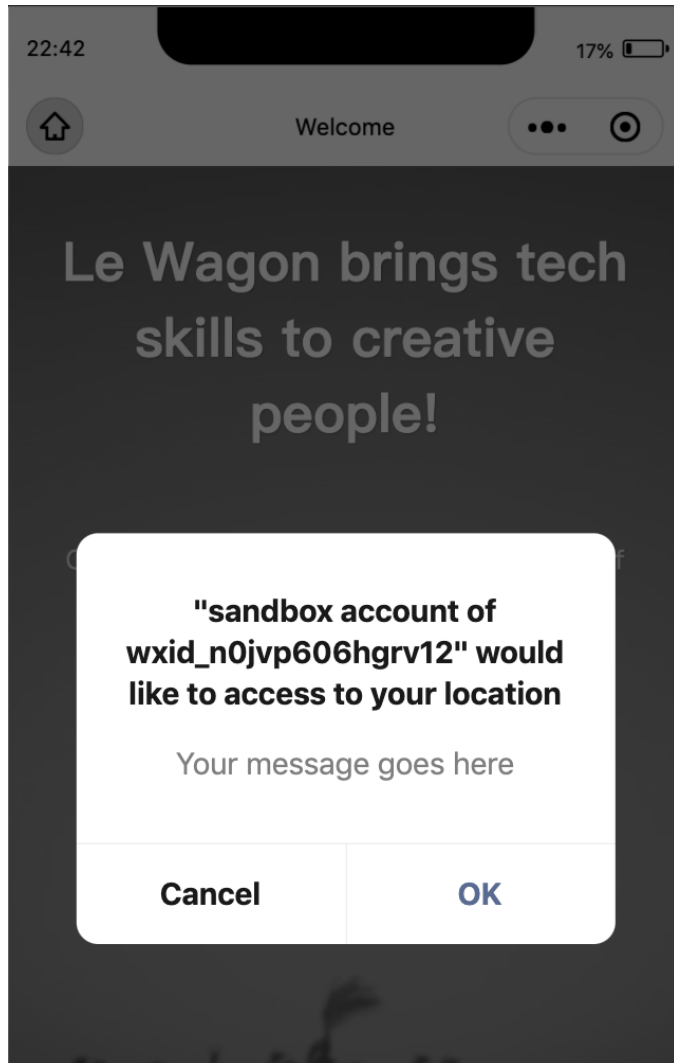 22:42
17%
Welcome
Le Wagon brings tech
skills to creative
people!
"sandbox account of
wxid_n0jvp606hgrv12" would
like to access to your location
Your message goes here
Cancel
OK